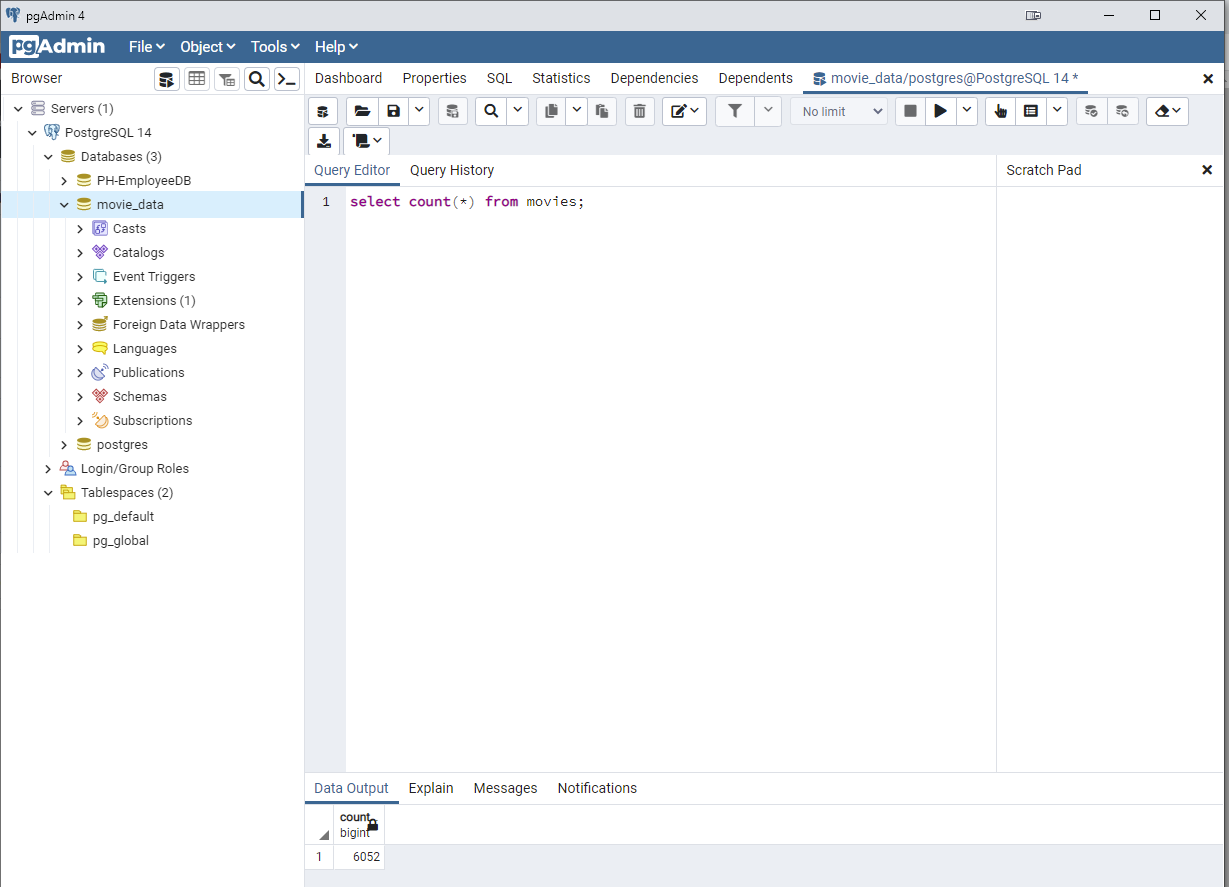 pgAdmin 4
pgAdmin File Object Tools Help
Browser
Dashboard Properties SQL Statistics Dependencies Dependents movie_data/postgres@PostgreSQL 14 *
Servers (1)
PostgreSQL 14
Databases (3)
PH-EmployeeDB
movie_data
Casts
Catalogs
Event Triggers
Extensions (1)
Foreign Data Wrappers
Languages
Publications
Schemas
Subscriptions
postgres
Login/Group Roles
Tablespaces (2)
pg_default
pg_global
No limit
Query Editor Query History
Scratch Pad
1 select count(*) from movies;
Data Output Explain Messages Notifications
count
bigint
1 6052